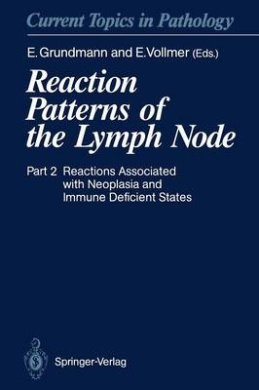 Current Topics in Pathology
E. Grundmann and E. Vollmer (Eds.)
Reaction
Patterns of
the Lymph Node
Part 2 Reactions Associated
with Neoplasia and
Immune Deficient States
Springer-Verlag